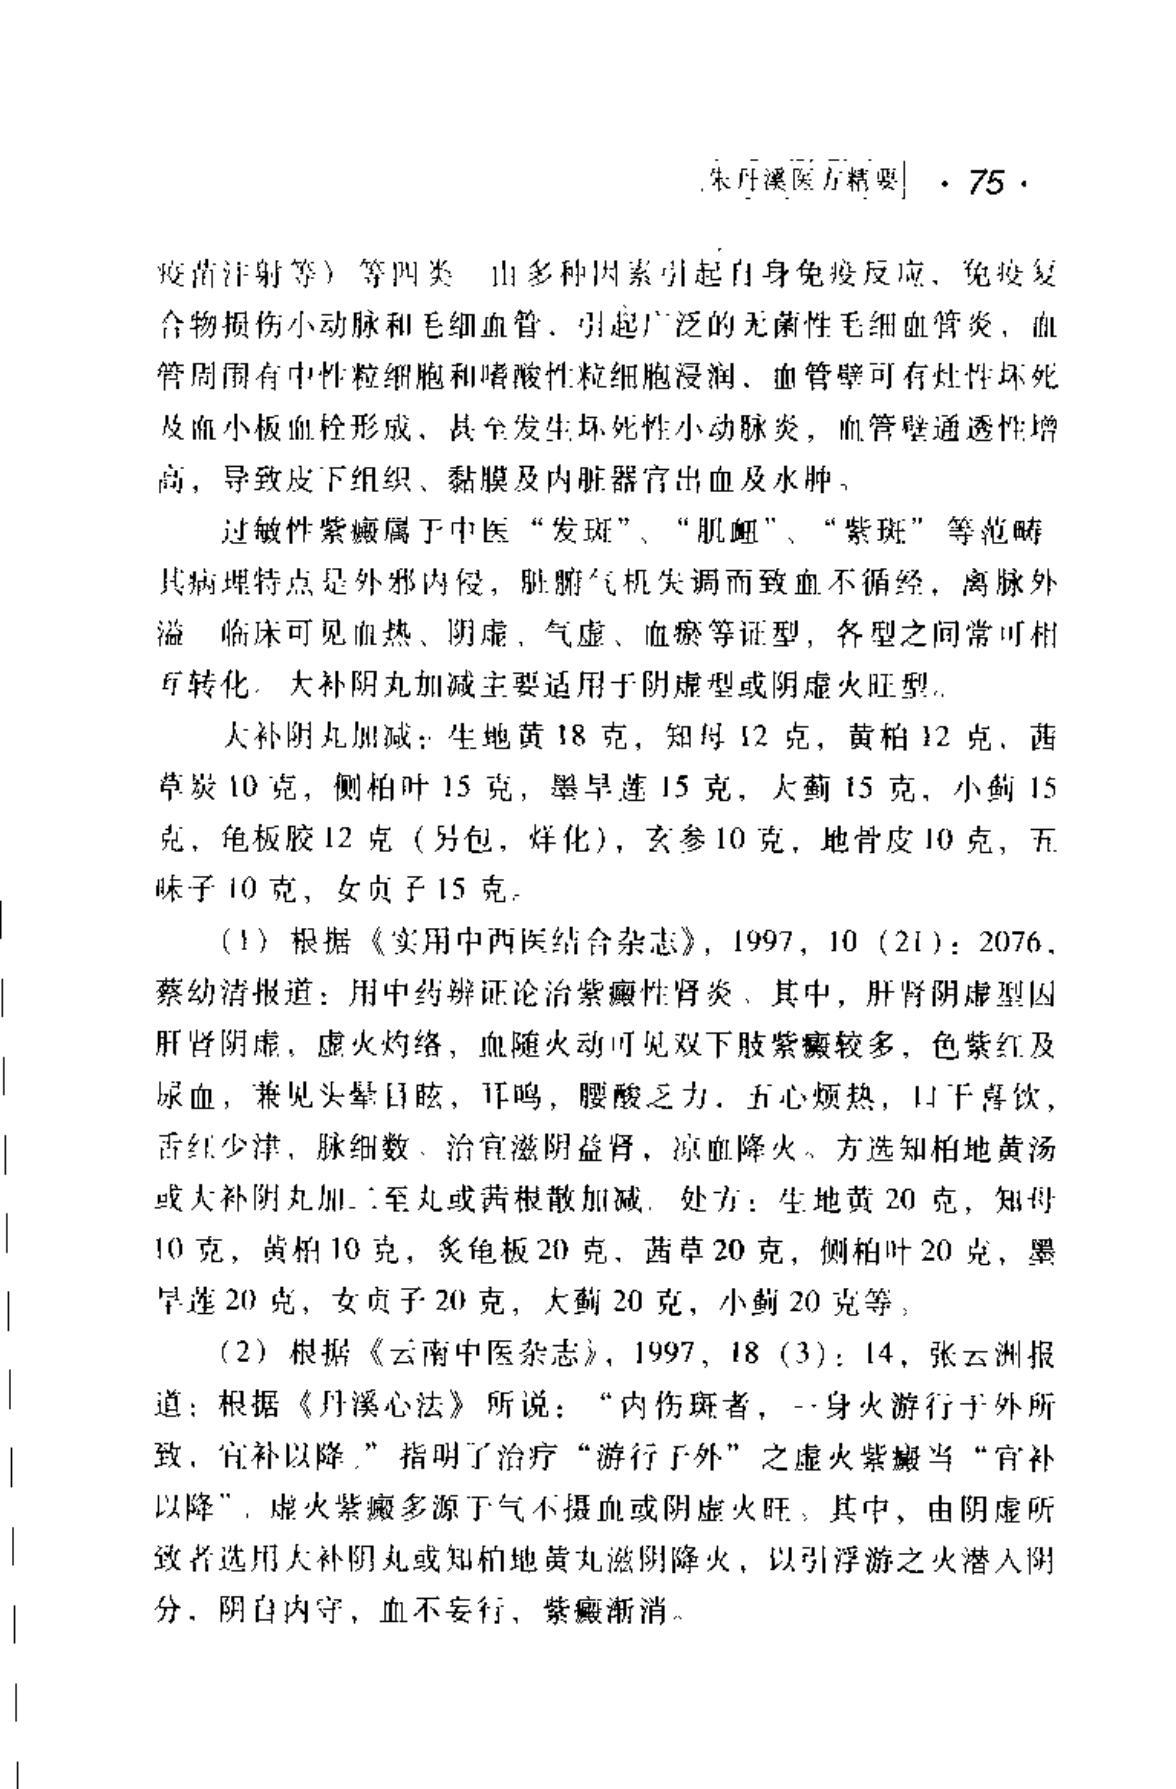 朱丹溪医方精要 · 75 ·
疫苗注射等）等四类 由多种因素引起自身免疫反应，免疫复
合物损伤小动脉和毛细血管，引起广泛的无菌性毛细血管炎，血
管周围有中性粒细胞和嗜酸性粒细胞浸润，血管壁可有灶性坏死
及血小板血栓形成，甚至发生坏死性小动脉炎，血管壁通透性增
高，导致皮下组织、黏膜及内脏器官出血及水肿。
过敏性紫癜属于中医“发斑”、“肌衄”、“紫斑”等范畴
其病理特点是外邪内侵，脏腑气机失调而致血不循经，离脉外
溢 临床可见血热、阴虚、气虚、血瘀等证型，各型之间常可相
互转化。大补阴丸加减主要适用于阴虚型或阴虚火旺型。
大补阴丸加减：生地黄 18 克，知母 12 克，黄柏 12 克，茜
草炭 10 克，侧柏叶 15 克，墨旱莲 15 克，大蓟 15 克，小蓟 15
克，龟板胶 12 克（另包，烊化），玄参 10 克，地骨皮 10 克，五
味子 10 克，女贞子 15 克。
（1）根据《实用中西医结合杂志》，1997，10（21）：2076，
蔡幼清报道：用中药辨证论治紫癜性肾炎。其中，肝肾阴虚型因
肝肾阴虚，虚火灼络，血随火动可见双下肢紫癜较多，色紫红及
尿血，兼见头晕目眩，耳鸣，腰酸乏力，五心烦热，口干喜饮，
舌红少津，脉细数。治宜滋阴益肾，凉血降火。方选知柏地黄汤
或大补阴丸加二至丸或茜根散加减。处方：生地黄 20 克，知母
10 克，黄柏 10 克，炙龟板 20 克，茜草 20 克，侧柏叶 20 克，墨
旱莲 20 克，女贞子 20 克，大蓟 20 克，小蓟 20 克等。
（2）根据《云南中医杂志》，1997，18（3）：14，张云洲报
道：根据《丹溪心法》所说：“内伤斑者，一身火游行于外所
致，宜补以降。”指明了治疗“游行于外”之虚火紫癜当“宜补
以降”，虚火紫癜多源于气不摄血或阴虚火旺。其中，由阴虚所
致者选用大补阴丸或知柏地黄丸滋阴降火，以引浮游之火潜入阴
分，阴自内守，血不妄行，紫癜渐消。